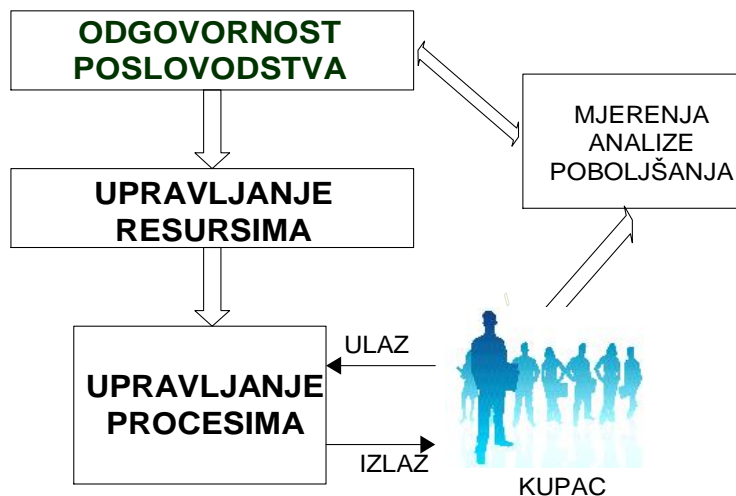 ODGOVORNOST
POSLOVODSTVA
MJERENJA
ANALIZE
POBOLJŠANJA
UPRAVLJANJE
RESURSIMA
ULAZ
UPRAVLJANJE
PROCESIMA
IZLAZ
KUPAC